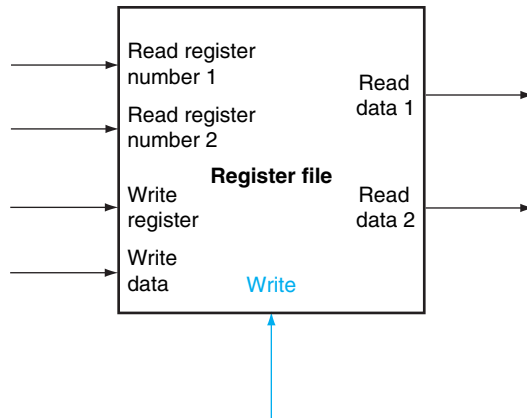 Read register
number 1
Read register
number 2
Read
data 1
Register file
Write
register
Read
data 2
Write
data
Write